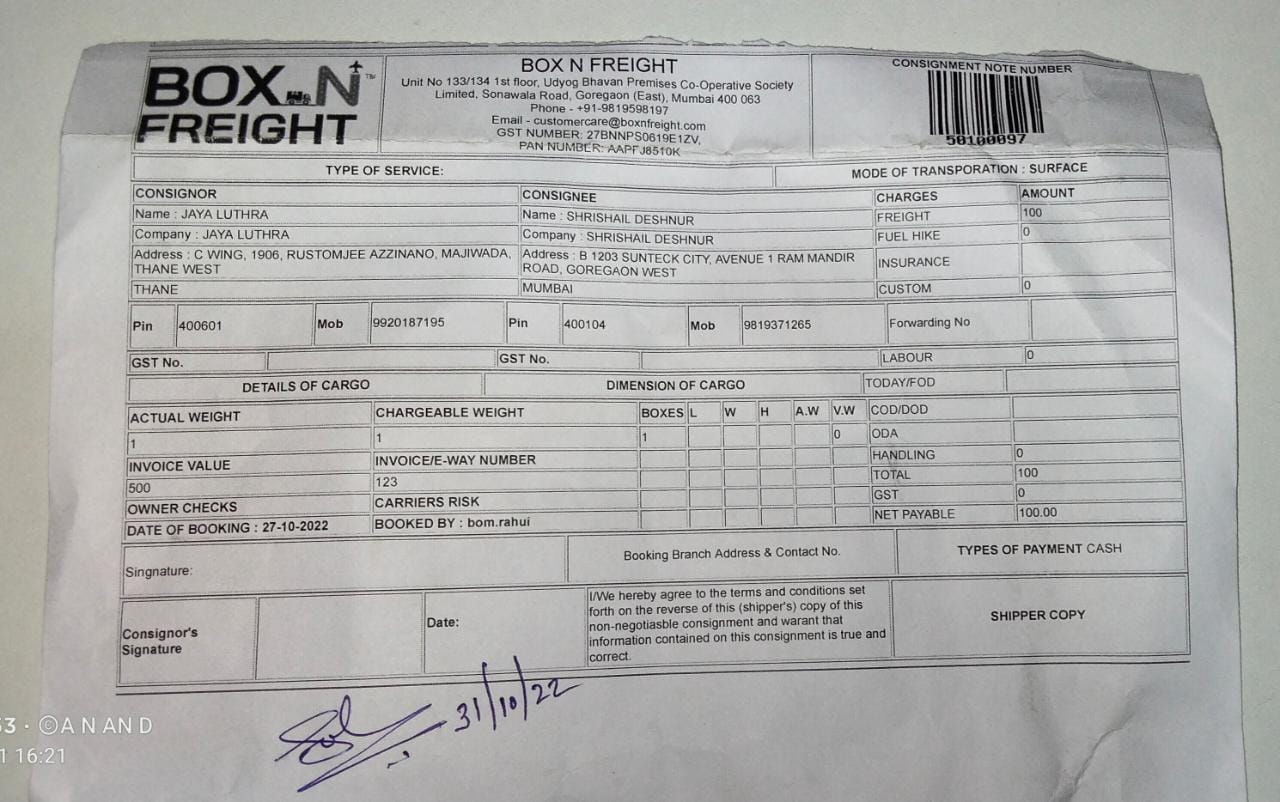 BOX N FREIGHT™
BOX N FREIGHT
Unit No 133/134 1st floor, Udyog Bhavan Premises Co-Operative Society
Limited, Sonawala Road, Goregaon (East), Mumbai 400 063
Phone - +91-9819598197
Email - customercare@boxnfreight.com
GST NUMBER: 27BNNPS0619E1ZV,
PAN NUMBER: AAPFJ8510K
CONSIGNMENT NOTE NUMBER
50100097
TYPE OF SERVICE: MODE OF TRANSPORATION : SURFACE
CONSIGNOR CONSIGNEE CHARGES AMOUNT
Name : JAYA LUTHRA Name : SHRISHAIL DESHNUR FREIGHT 100
Company : JAYA LUTHRA Company : SHRISHAIL DESHNUR FUEL HIKE 0
Address : C WING, 1906, RUSTOMJEE AZZINANO, MAJIWADA,
THANE WEST
Address : B 1203 SUNTECK CITY, AVENUE 1 RAM MANDIR
ROAD, GOREGAON WEST
INSURANCE
THANE MUMBAI CUSTOM 0
Pin 400601 Mob 9920187195 Pin 400104 Mob 9819371265 Forwarding No
GST No. GST No. LABOUR 0
DETAILS OF CARGO DIMENSION OF CARGO TODAY/FOD
ACTUAL WEIGHT CHARGEABLE WEIGHT BOXES L W H A.W V.W COD/DOD
1 1 1 0 ODA
INVOICE VALUE INVOICE/E-WAY NUMBER HANDLING 0
500 123 TOTAL 100
OWNER CHECKS CARRIERS RISK GST 0
DATE OF BOOKING : 27-10-2022 BOOKED BY : bom.rahui NET PAYABLE 100.00
Singnature: Booking Branch Address & Contact No. TYPES OF PAYMENT CASH
Consignor's
Signature
Date:
I/We hereby agree to the terms and conditions set
forth on the reverse of this (shipper's) copy of this
non-negotiasble consignment and warant that
information contained on this consignment is true and
correct.
SHIPPER COPY
31/10/22
53 · ©A N AN D
1 16:21